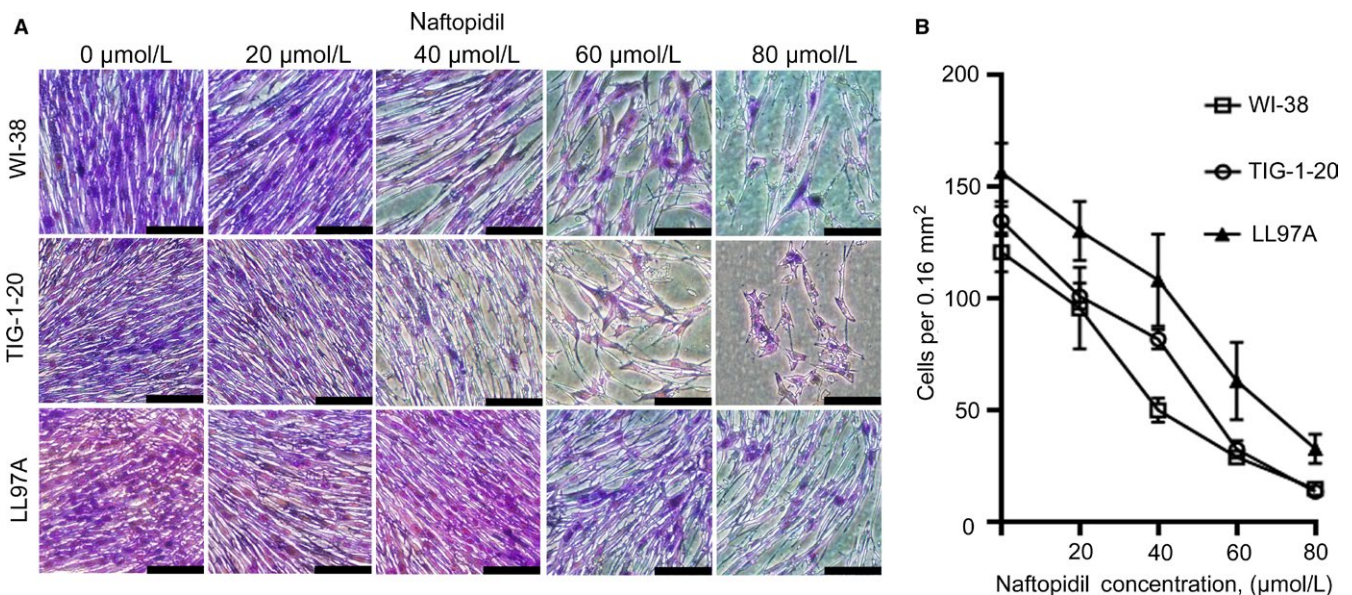 A
Naftopidil
0 µmol/L 20 µmol/L 40 µmol/L 60 µmol/L 80 µmol/L
WI-38
TIG-1-20
LL97A
B
200
150
100
50
0
20 40 60 80
Cells per 0.16 mm²
Naftopidil concentration, (µmol/L)
WI-38
TIG-1-20
LL97A